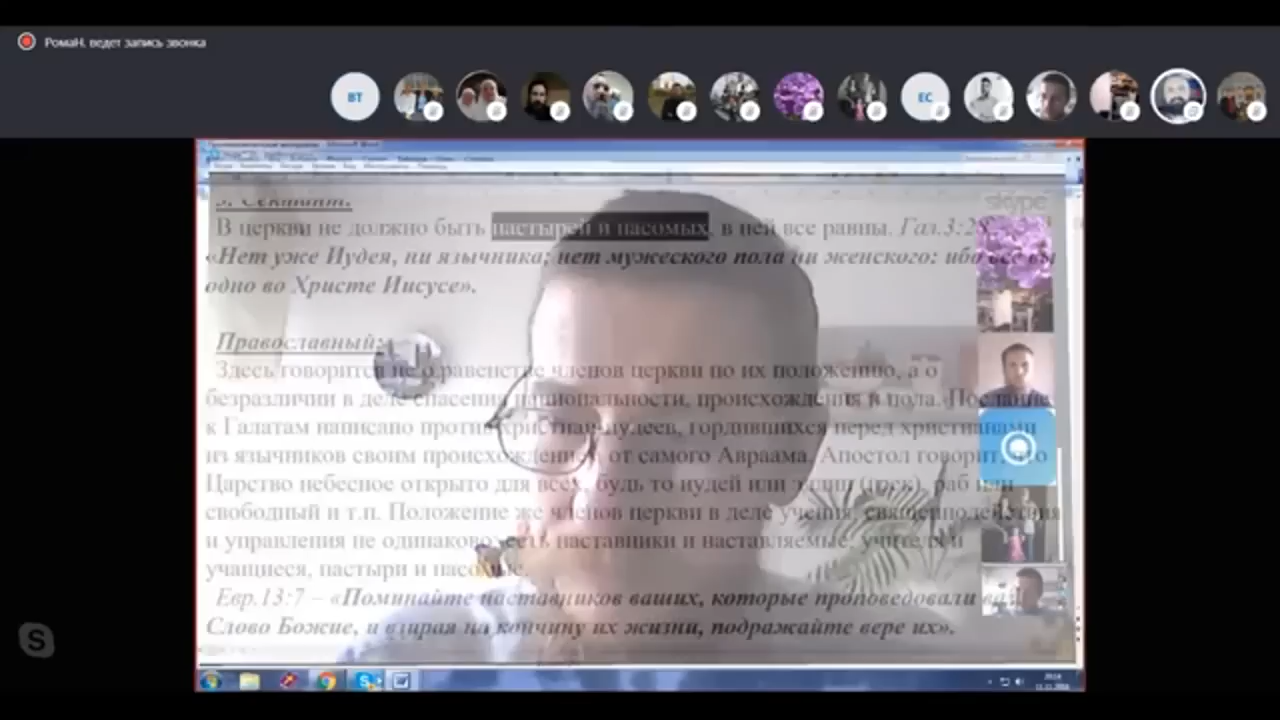 РомаН. ведет запись звонка
ВТ
ЕС
skype
3. Сектант:
В церкви не должно быть пастырей и пасомых, в ней все равны. Гал.3:28
«Нет уже Иудея, ни язычника; нет мужеского пола ни женского: ибо все вы
одно во Христе Иисусе».
Православный:
Здесь говорится не о равенстве членов церкви по их положению, а о
безразличии в деле спасения национальности, происхождения и пола. Послание
к Галатам написано против христиан-иудеев, гордившихся перед христианами
из язычников своим происхождением от самого Авраама. Апостол говорит, что
Царство небесное открыто для всех, будь то иудей или эллин (грек), раб или
свободный и т.п. Положение же членов церкви в деле учения, священнодействия
и управления не одинаково: есть наставники и наставляемые, учителя и
учащиеся, пастыри и пасомые.
Евр.13:7 – «Поминайте наставников ваших, которые проповедовали вам
Слово Божие, и взирая на кончину их жизни, подражайте вере их».
S